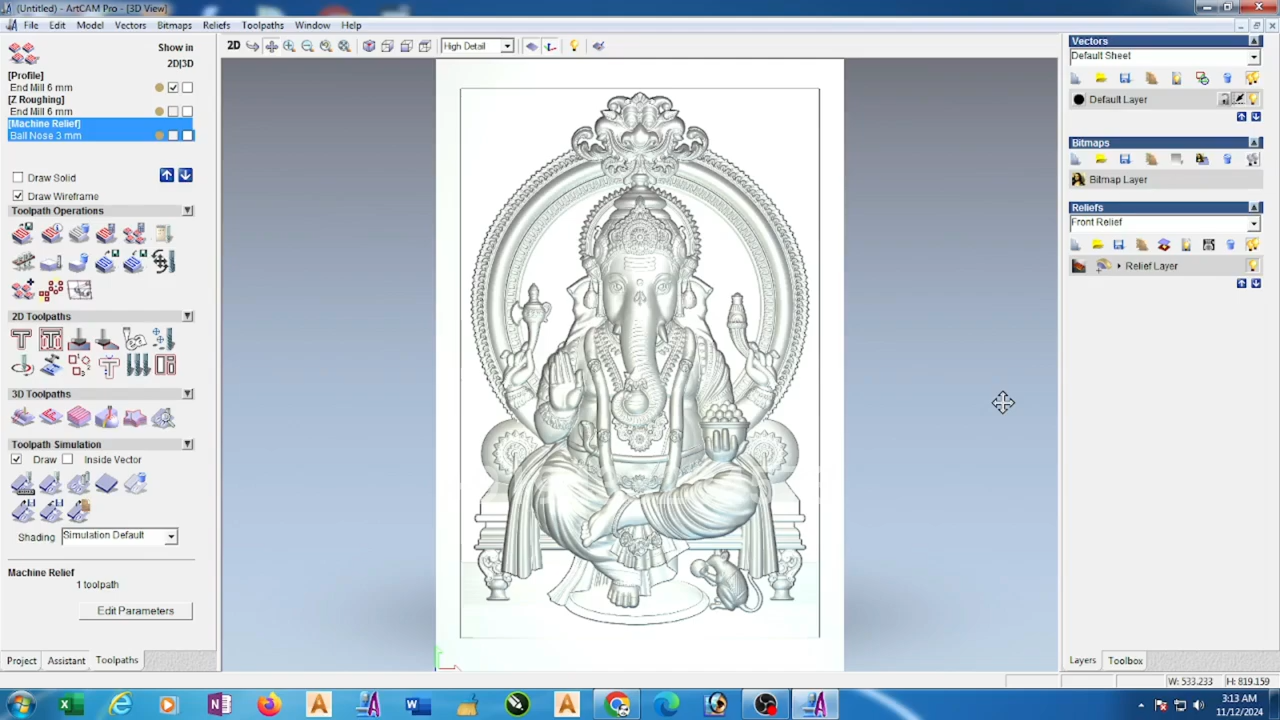 (Untitled) - ArtCAM Pro - [3D View]
File Edit Model Vectors Bitmaps Reliefs Toolpaths Window Help
Show in
2D|3D
[Profile]
End Mill 6 mm
[Z Roughing]
End Mill 6 mm
[Machine Relief]
Ball Nose 3 mm
Draw Solid
Draw Wireframe
Toolpath Operations
2D Toolpaths
3D Toolpaths
Toolpath Simulation
Draw Inside Vector
Shading Simulation Default
Machine Relief
1 toolpath
Edit Parameters
Project Assistant Toolpaths
2D High Detail
Vectors
Default Sheet
Default Layer
Bitmaps
Bitmap Layer
Reliefs
Front Relief
Relief Layer
Layers Toolbox
W: 533.233 H: 819.159
3:13 AM
11/12/2024